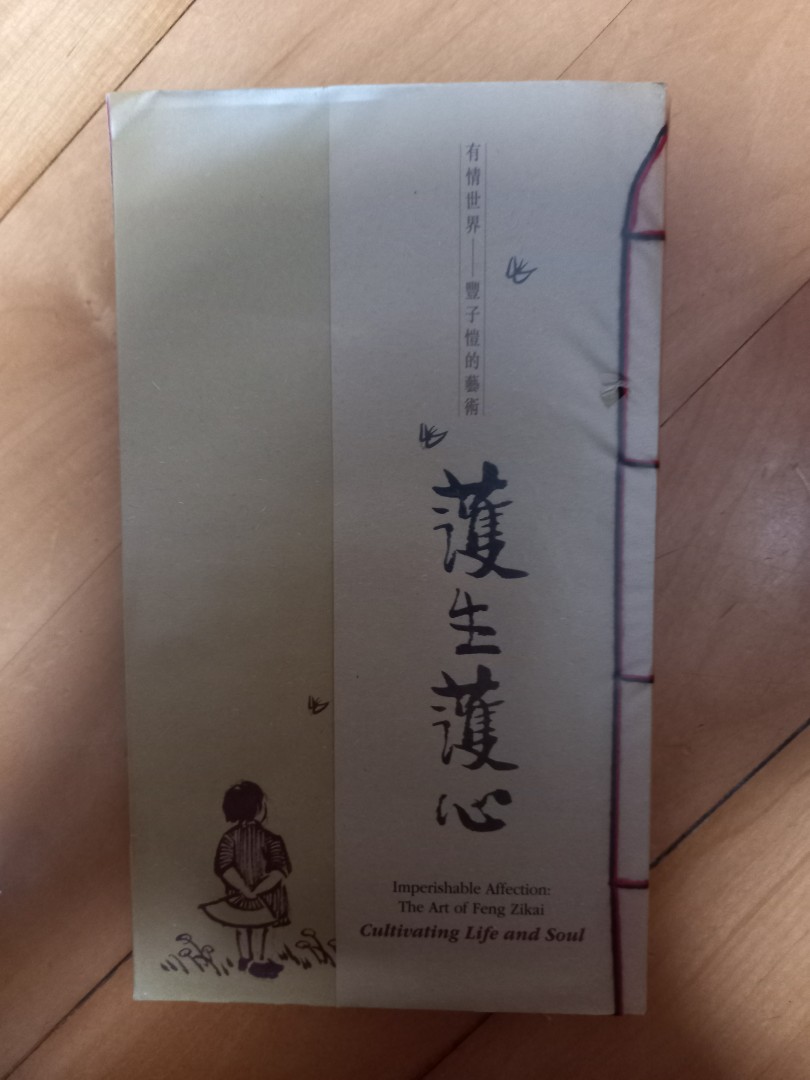 有情世界——豐子愷的藝術
護生護心
Imperishable Affection:
The Art of Feng Zikai
Cultivating Life and Soul